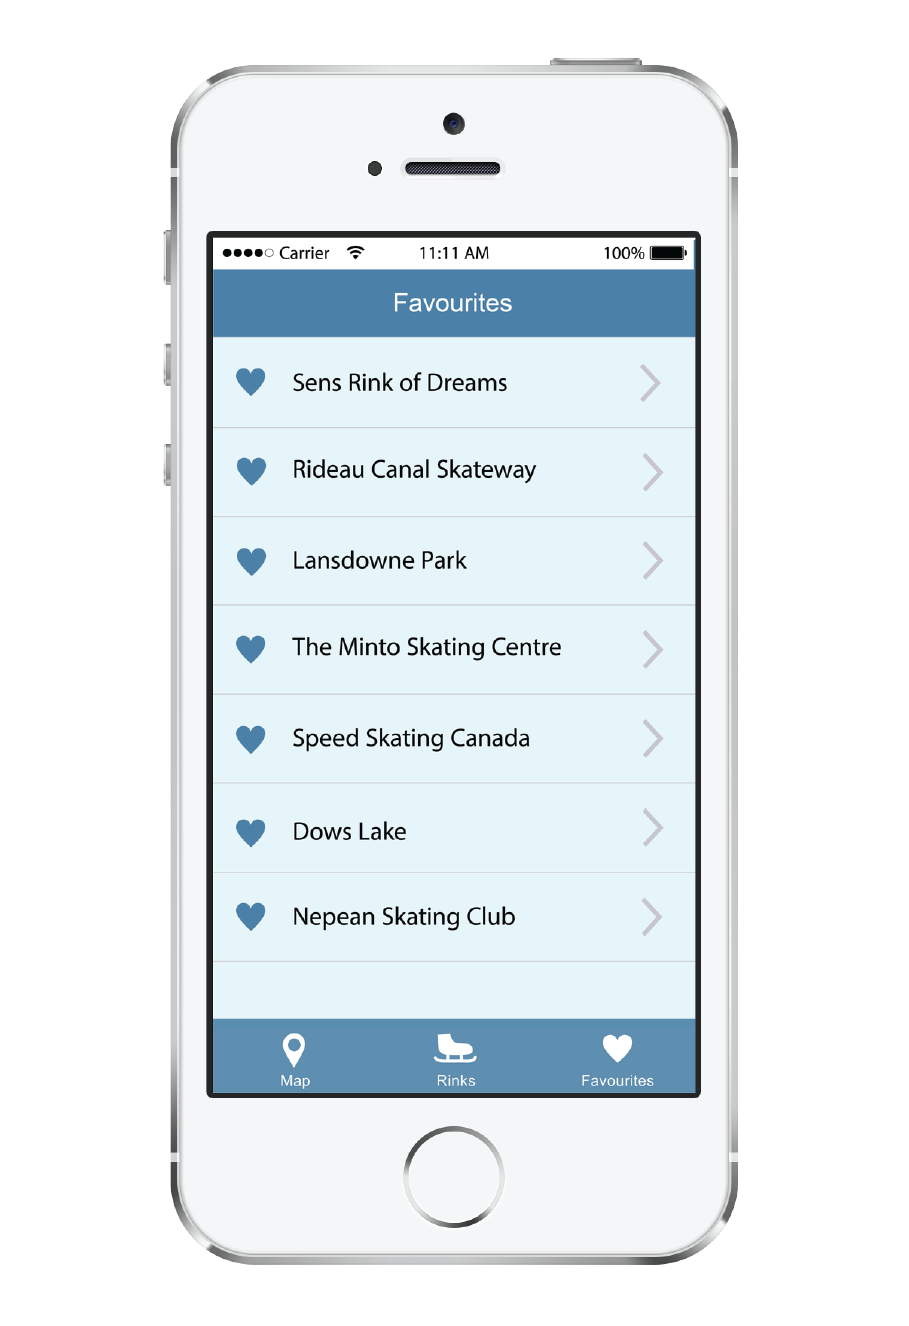 Carrier 11:11 AM 100%
Favourites
Sens Rink of Dreams
Rideau Canal Skateway
Lansdowne Park
The Minto Skating Centre
Speed Skating Canada
Dows Lake
Nepean Skating Club
Map Rinks Favourites